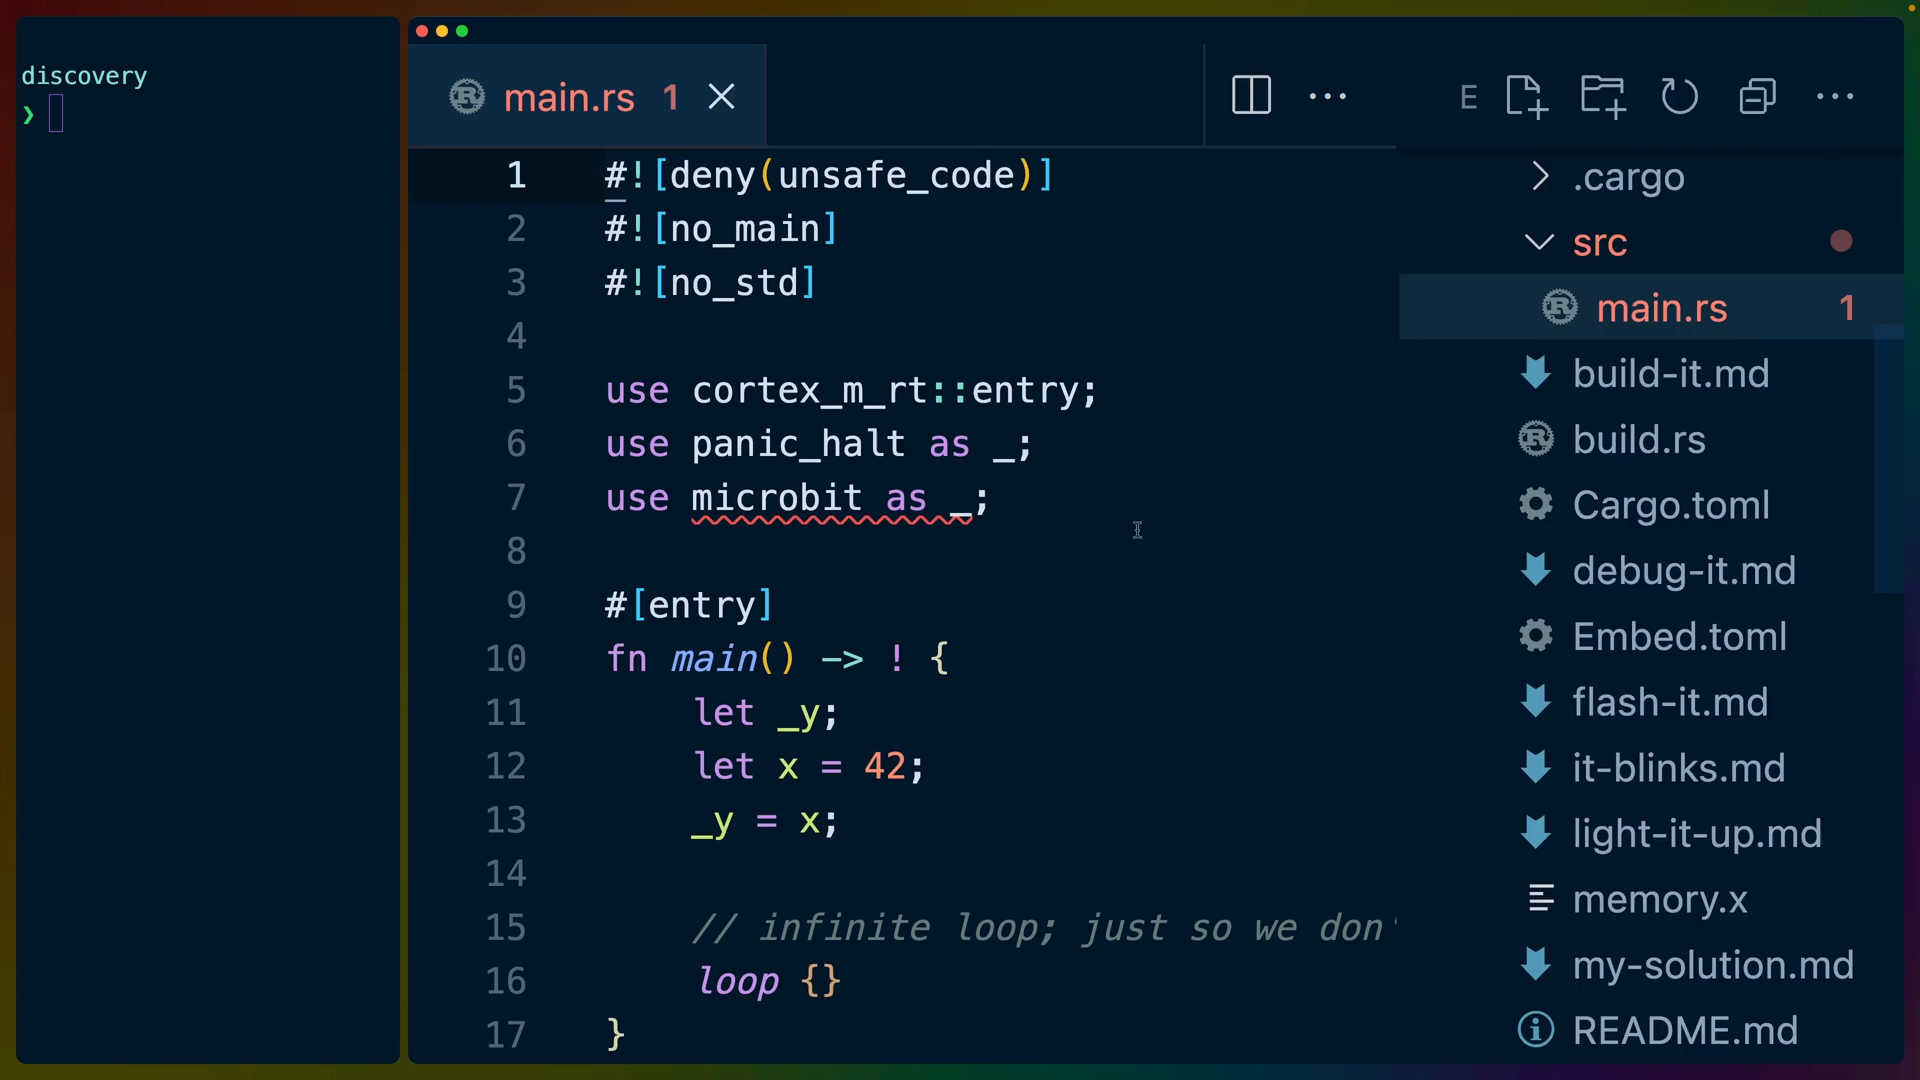 discovery
❯
main.rs 1
#![deny(unsafe_code)]
#![no_main]
#![no_std]
use cortex_m_rt::entry;
use panic_halt as _;
use microbit as _;
#[entry]
fn main() -> ! {
let _y;
let x = 42;
_y = x;
// infinite loop; just so we don'
loop {}
}
1
2
3
4
5
6
7
8
9
10
11
12
13
14
15
16
17
E
.cargo
src
main.rs 1
build-it.md
build.rs
Cargo.toml
debug-it.md
Embed.toml
flash-it.md
it-blinks.md
light-it-up.md
memory.x
my-solution.md
README.md